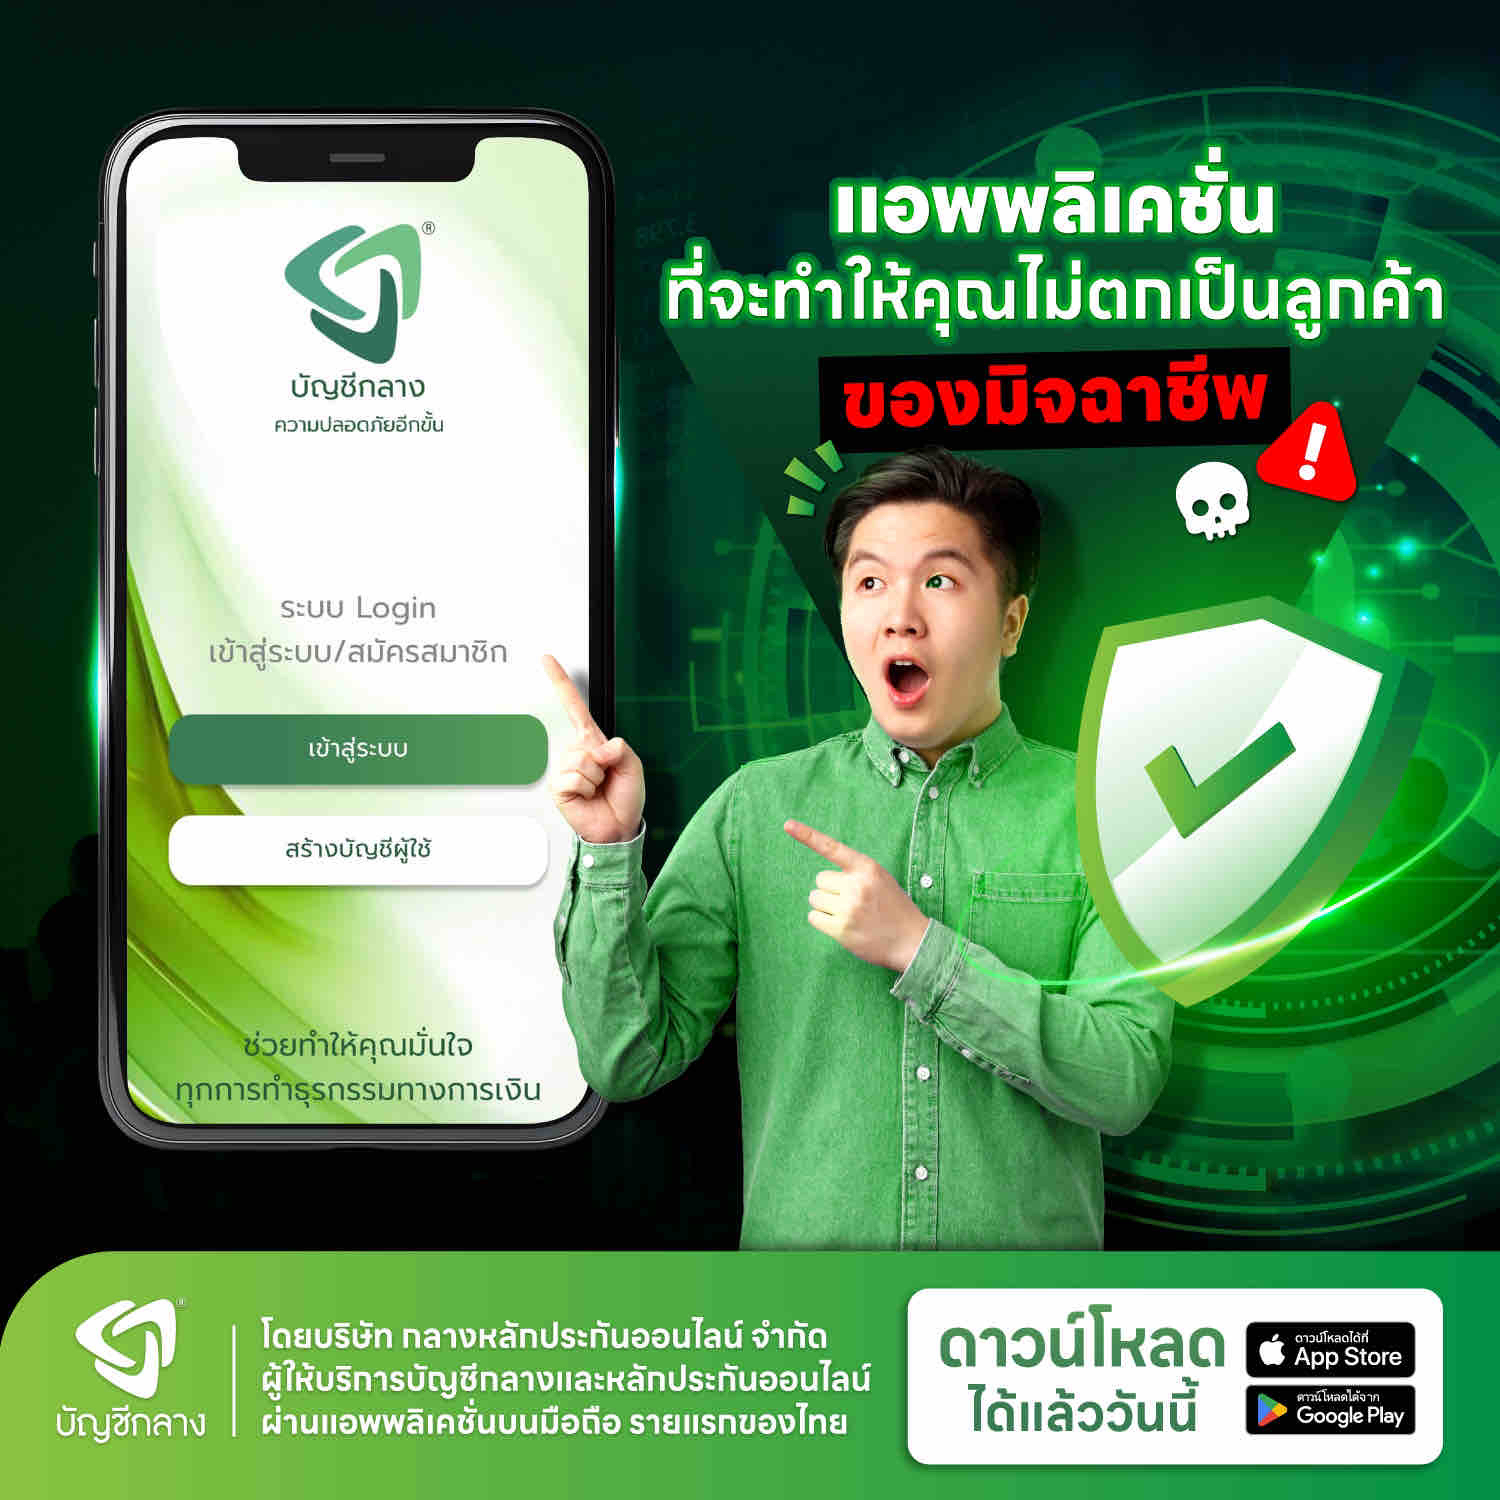 แอพพลิเคชั่น
ที่จะทำให้คุณไม่ตกเป็นลูกค้า
ของมิจฉาชีพ
!
®
บัญชีกลาง
ความปลอดภัยอีกขั้น
ระบบ Login
เข้าสู่ระบบ/สมัครสมาชิก
เข้าสู่ระบบ
สร้างบัญชีผู้ใช้
ช่วยทำให้คุณมั่นใจ
ทุกการทำธุรกรรมทางการเงิน
®
บัญชีกลาง
โดยบริษัท กลางหลักประกันออนไลน์ จำกัด
ผู้ให้บริการบัญชีกลางและหลักประกันออนไลน์
ผ่านแอพพลิเคชั่นบนมือถือ รายแรกของไทย
ดาวน์โหลด
ได้แล้ววันนี้
ดาวน์โหลดได้ที่
App Store
ดาวน์โหลดได้จาก
Google Play